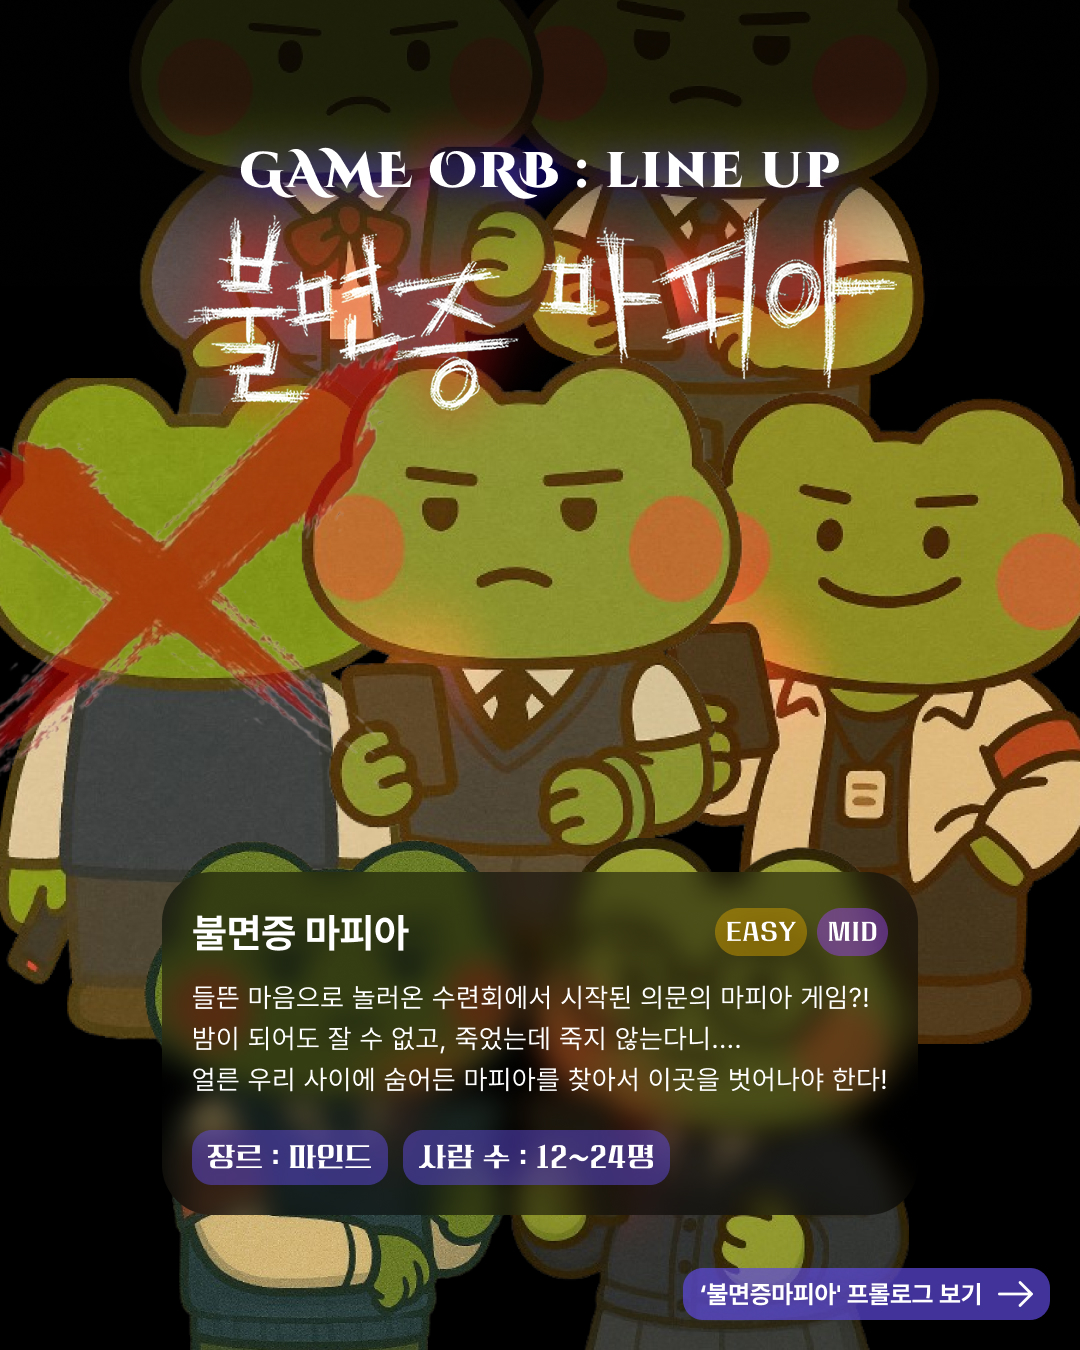 GAME ORB : LINE UP
불면증 마피아
불면증 마피아
EASY MID
들뜬 마음으로 놀러온 수련회에서 시작된 의문의 마피아 게임?!
밤이 되어도 잘 수 없고, 죽었는데 죽지 않는다니....
얼른 우리 사이에 숨어든 마피아를 찾아서 이곳을 벗어나야 한다!
장르 : 마인드 사람 수 : 12~24명
‘불면증마피아' 프롤로그 보기 →